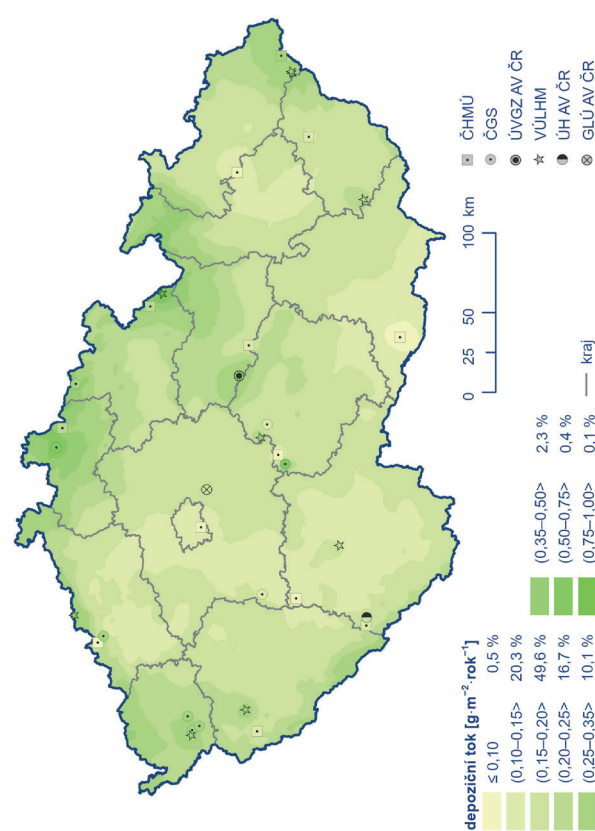 depoziční tok [g·m⁻²·rok⁻¹]
≤ 0,10 0,5 %
(0,10–0,15> 20,3 %
(0,15–0,20> 49,6 %
(0,20–0,25> 16,7 %
(0,25–0,35> 10,1 %
(0,35–0,50> 2,3 %
(0,50–0,75> 0,4 %
(0,75–1,00> 0,1 %
kraj
0 25 50 100 km
ČHMÚ
ČGS
ÚVGZ AV ČR
VÚLHM
ÚH AV ČR
GLÚ AV ČR